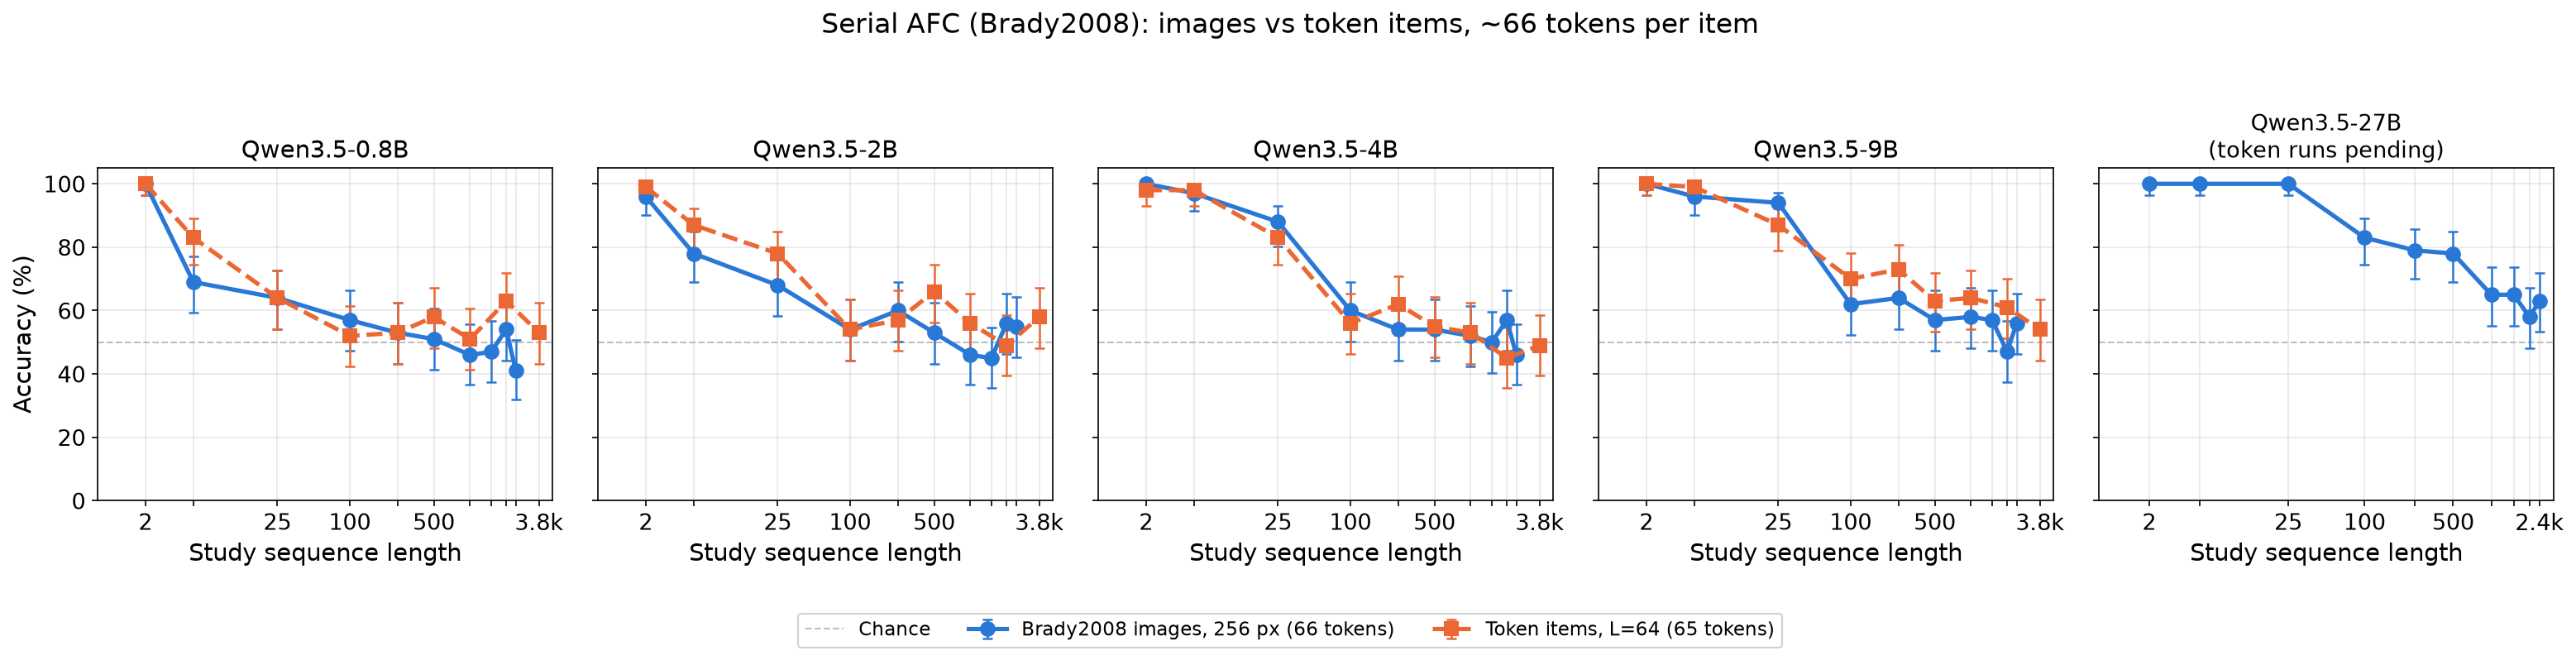 Serial AFC (Brady2008): images vs token items, ~66 tokens per item
Qwen3.5-0.8B
Qwen3.5-2B
Qwen3.5-4B
Qwen3.5-9B
Qwen3.5-27B
(token runs pending)
Accuracy (%)
100
80
60
40
20
0
2 25 100 500 3.8k
2 25 100 500 3.8k
2 25 100 500 3.8k
2 25 100 500 3.8k
2 25 100 500 2.4k
Study sequence length
Study sequence length
Study sequence length
Study sequence length
Study sequence length
Chance
Brady2008 images, 256 px (66 tokens)
Token items, L=64 (65 tokens)